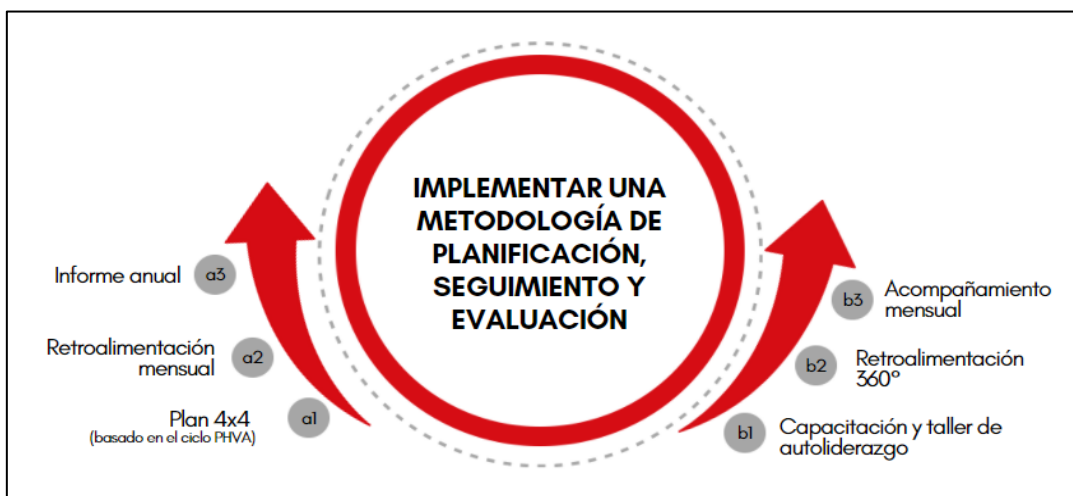 IMPLEMENTAR UNA
METODOLOGÍA DE
PLANIFICACIÓN,
SEGUIMIENTO Y
EVALUACIÓN
Informe anual
a3
Retroalimentación
mensual
a2
Plan 4x4
(basado en el ciclo PHVA)
a1
b3
Acompañamiento
mensual
b2
Retroalimentación
360°
b1
Capacitación y taller de
autoliderazgo